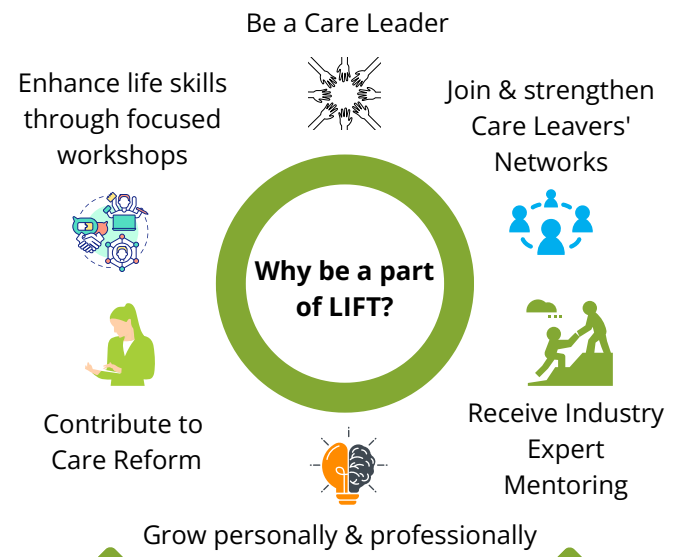 Be a Care Leader
Enhance life skills
through focused
workshops
Join & strengthen
Care Leavers'
Networks
Why be a part
of LIFT?
Contribute to
Care Reform
Receive Industry
Expert
Mentoring
Grow personally & professionally